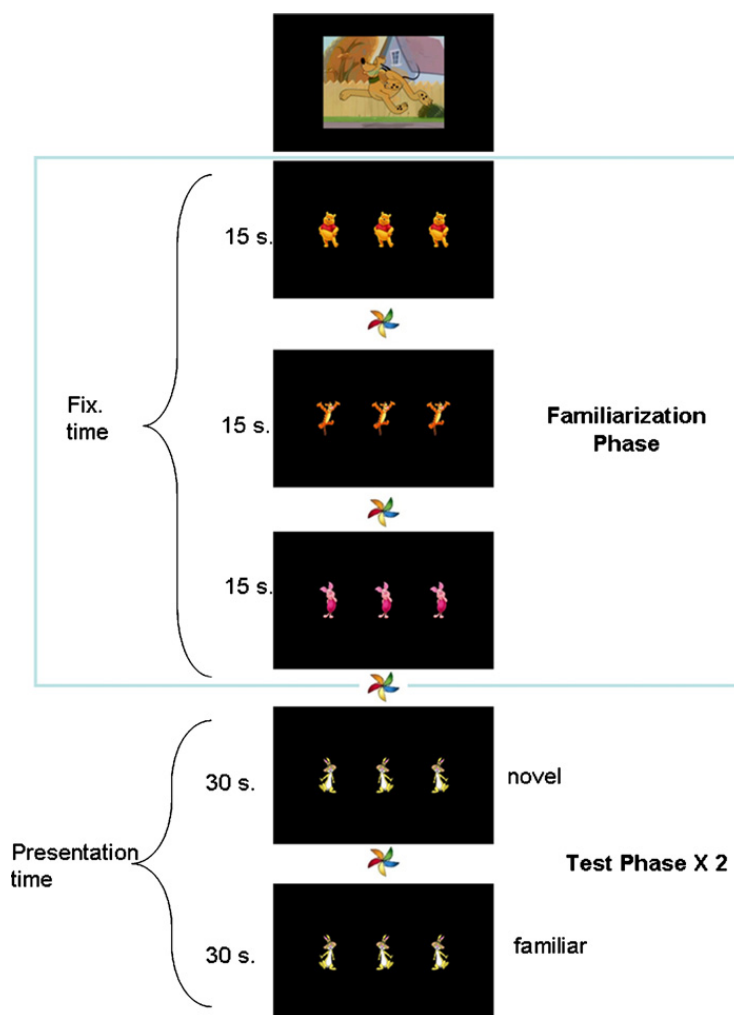 15 s.
Fix.
time
15 s.
Familiarization
Phase
15 s.
30 s.
novel
Presentation
time
Test Phase X 2
30 s.
familiar